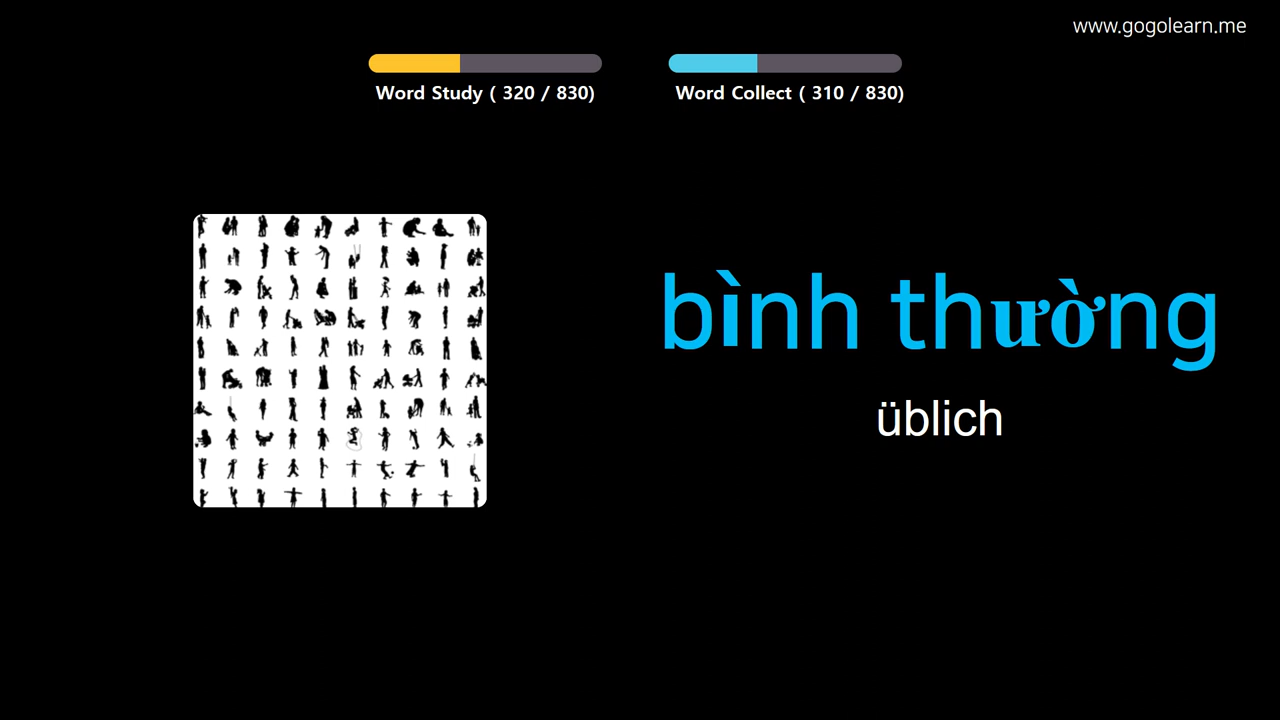 www.gogolearn.me
Word Study ( 320 / 830)
Word Collect ( 310 / 830)
bình thường
üblich